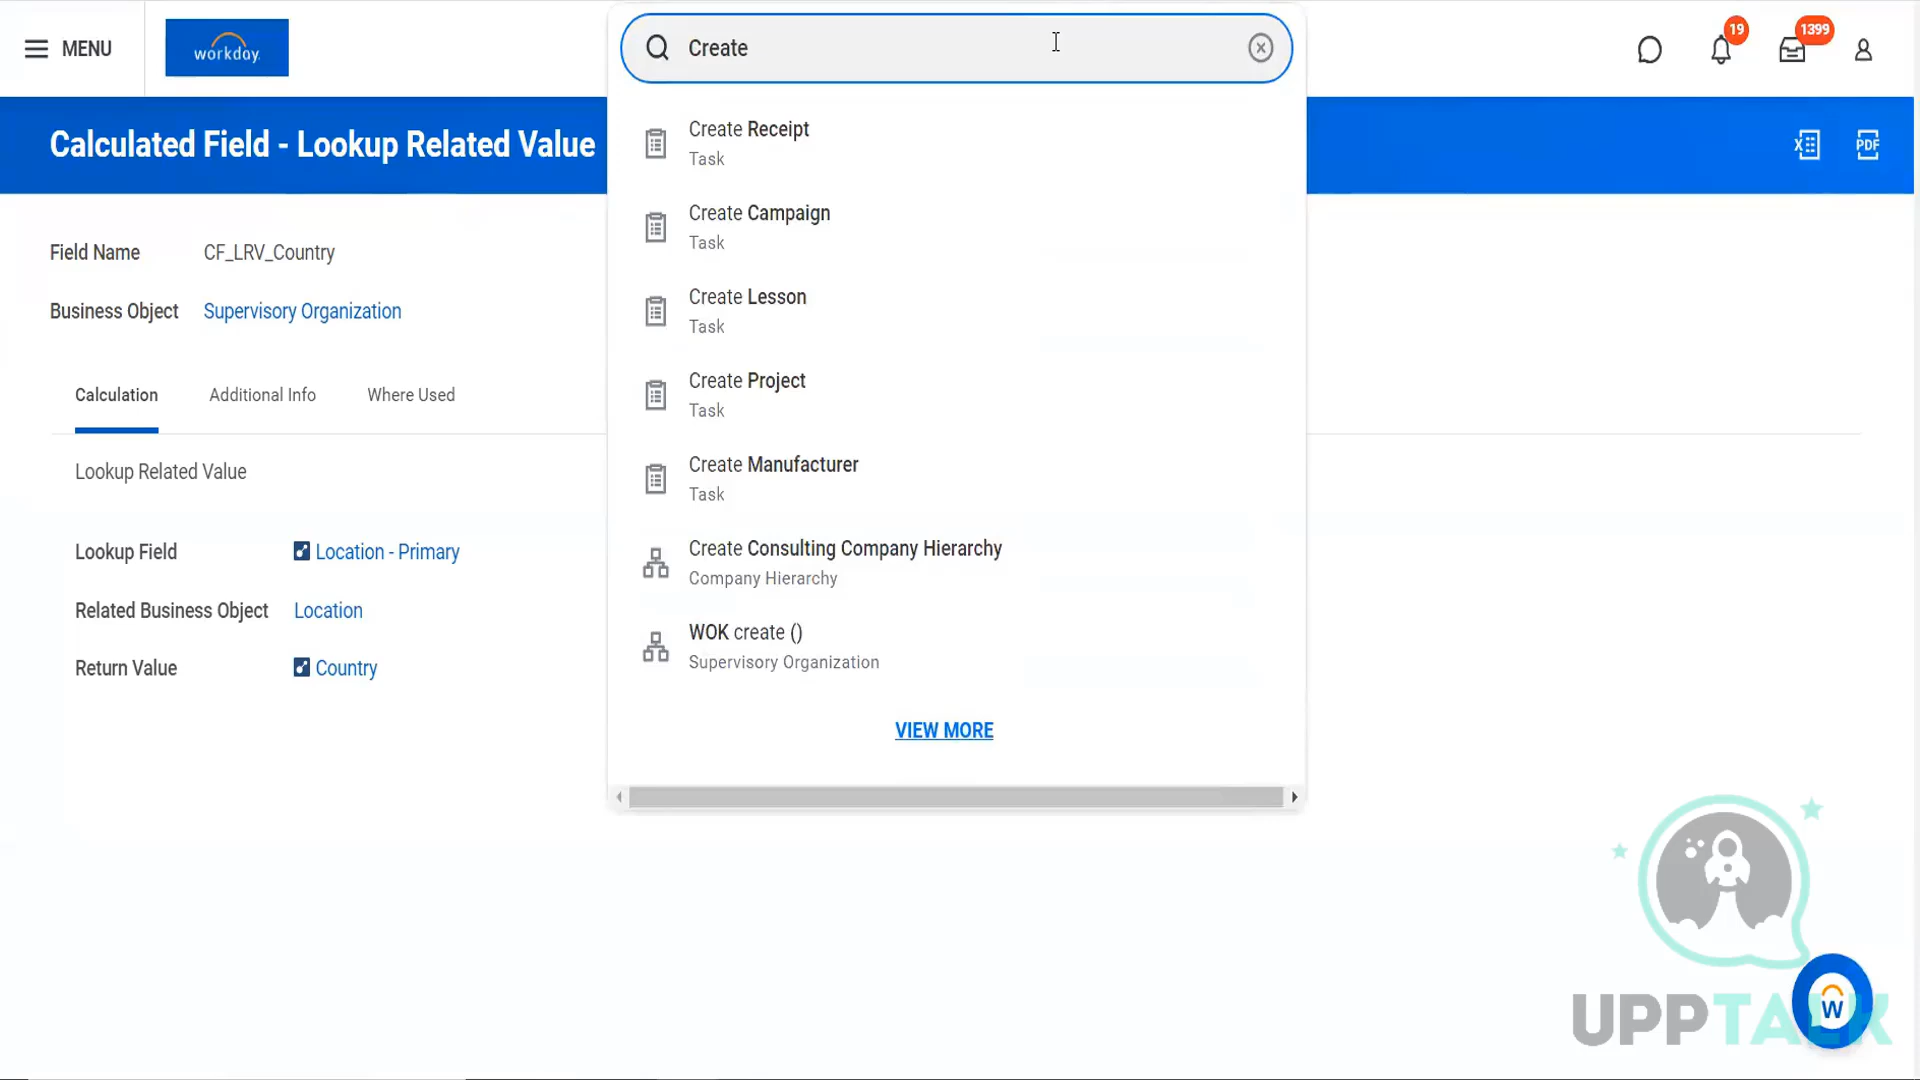 MENU
workday.
Create
19
1399
Calculated Field - Lookup Related Value
X
PDF
Field Name
CF_LRV_Country
Business Object
Supervisory Organization
Calculation
Additional Info
Where Used
Lookup Related Value
Lookup Field
Location - Primary
Related Business Object
Location
Return Value
Country
Create Receipt
Task
Create Campaign
Task
Create Lesson
Task
Create Project
Task
Create Manufacturer
Task
Create Consulting Company Hierarchy
Company Hierarchy
WOK create ()
Supervisory Organization
VIEW MORE
W
UPPTALK